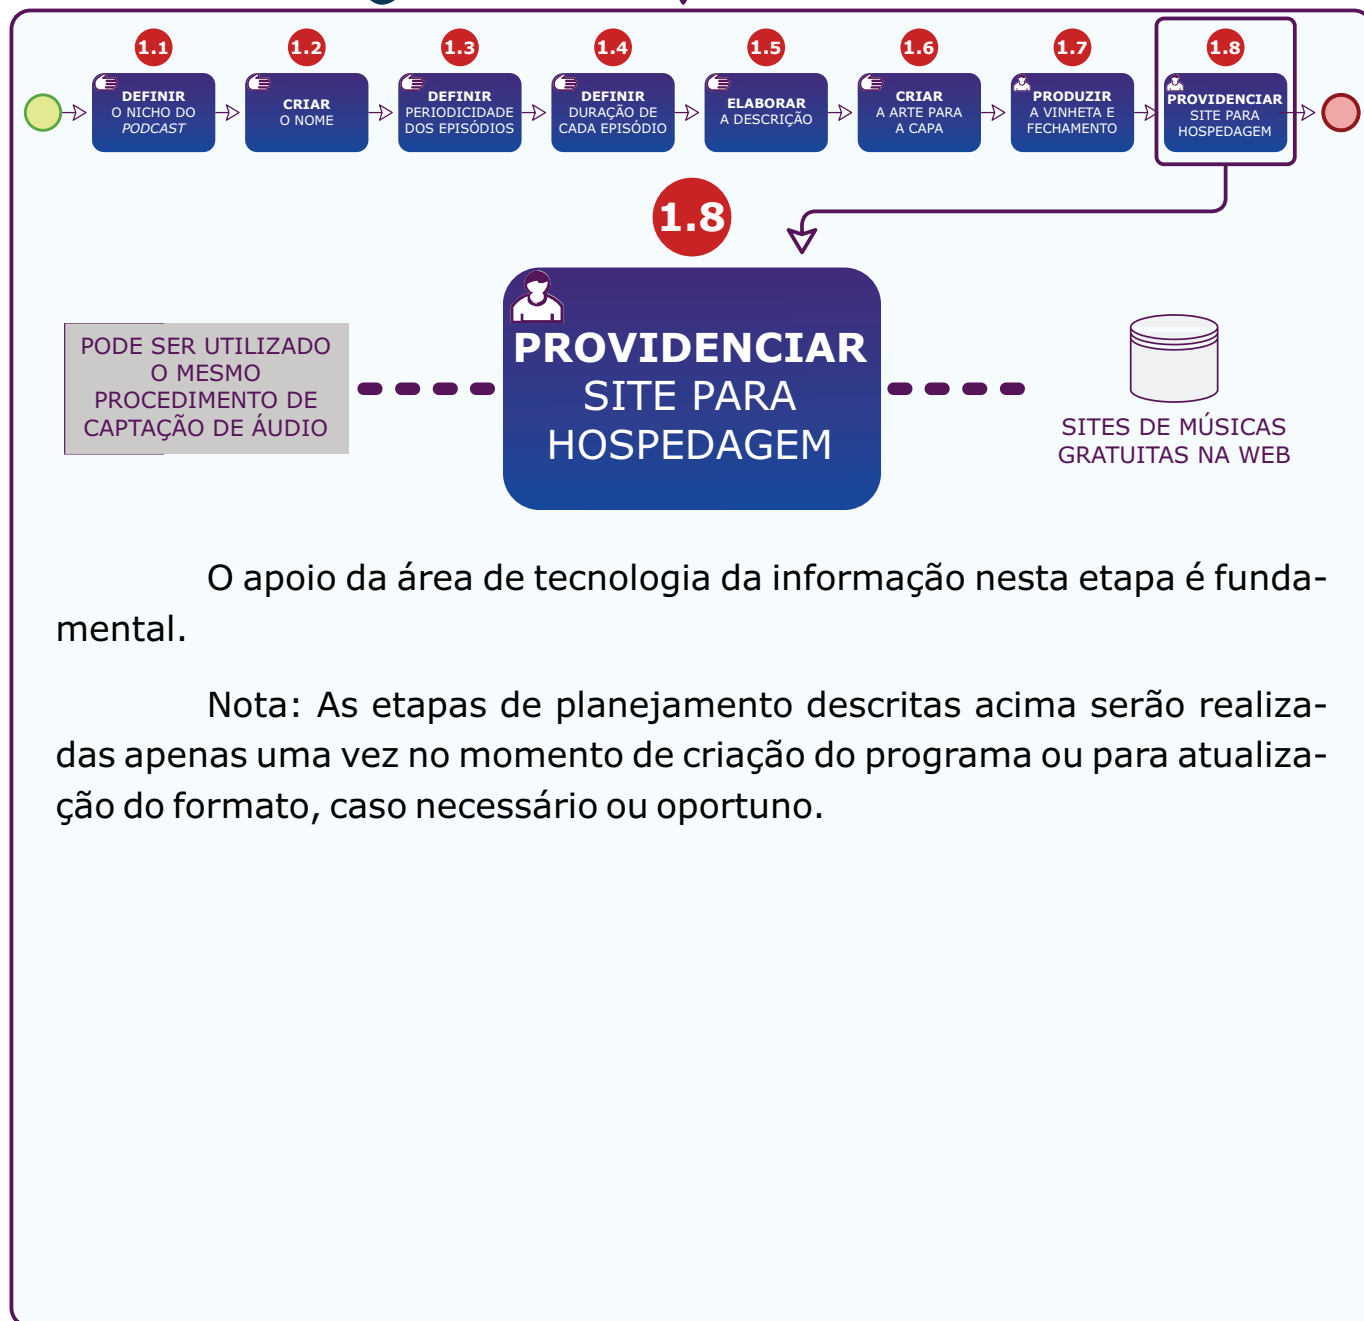 1.1
1.2
1.3
1.4
1.5
1.6
1.7
1.8
DEFINIR
O NICHO DO
PODCAST
CRIAR
O NOME
DEFINIR
PERIODICIDADE
DOS EPISÓDIOS
DEFINIR
DURAÇÃO DE
CADA EPISÓDIO
ELABORAR
A DESCRIÇÃO
CRIAR
A ARTE PARA
A CAPA
PRODUZIR
A VINHETA E
FECHAMENTO
PROVIDENCIAR
SITE PARA
HOSPEDAGEM
1.8
PODE SER UTILIZADO
O MESMO
PROCEDIMENTO DE
CAPTAÇÃO DE ÁUDIO
PROVIDENCIAR
SITE PARA
HOSPEDAGEM
SITES DE MÚSICAS
GRATUITAS NA WEB
O apoio da área de tecnologia da informação nesta etapa é funda-
mental.
Nota: As etapas de planejamento descritas acima serão realiza-
das apenas uma vez no momento de criação do programa ou para atualiza-
ção do formato, caso necessário ou oportuno.